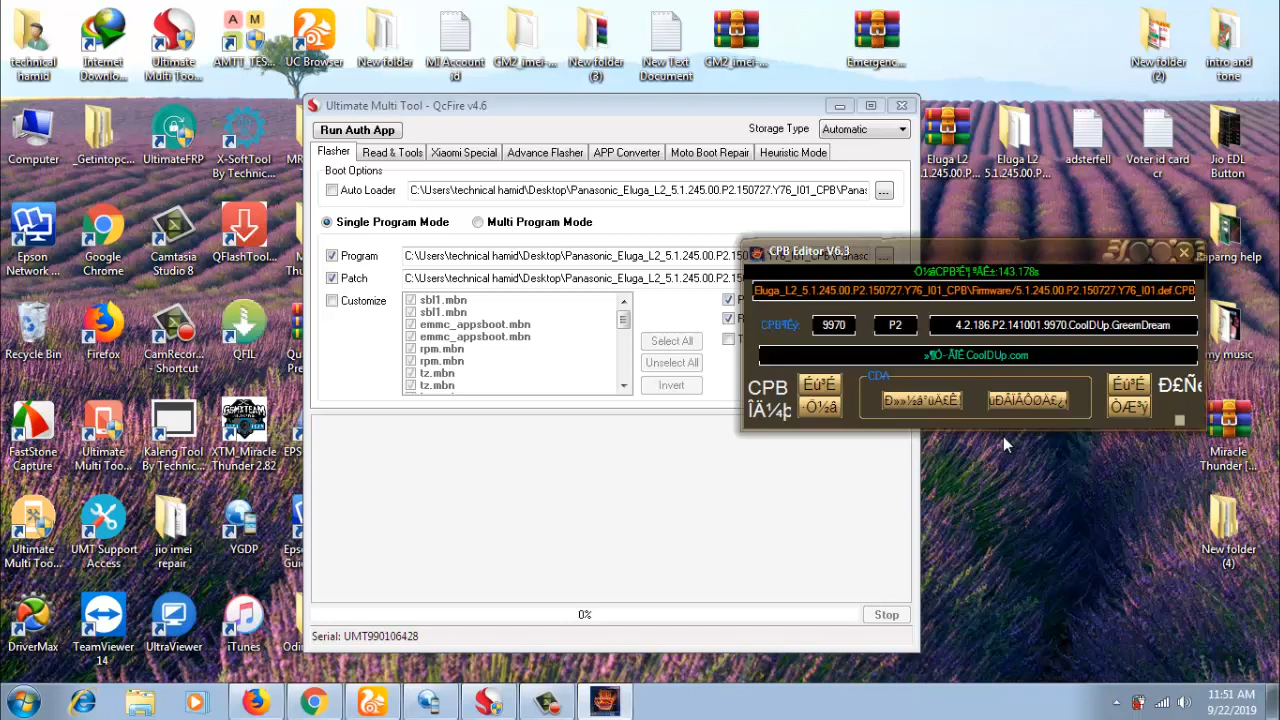 technical hamid
Internet Downlo...
Ultimate Multi Too...
AMTT_TES...
UC Browser
New folder
MI Account id
CM2_imei-...
New folder (3)
New Text Document
CM2_imei-...
Emergenc...
New folder (2)
intro and tone
Computer
_Getintopc...
UltimateFRP
X-SoftTool By Technic...
Eluga L2 5.1.245.00.P...
Eluga L2 5.1.245.00.P...
adsterfell
Voter id card cr
Jio EDL Button
Epson Network ...
Google Chrome
Camtasia Studio 8
QFlashTool...
my music
Recycle Bin
Firefox
CamRecor... - Shortcut
QFIL
FastStone Capture
Ultimate Multi Too...
Kaleng Tool By Technic...
XTM_Miracle Thunder 2.82
Miracle Thunder [...
Ultimate Multi Too...
UMT Support Access
jio imei repair
YGDP
New folder (4)
DriverMax
TeamViewer 14
UltraViewer
iTunes
Ultimate Multi Tool - QcFire v4.6
Run Auth App
Storage Type
Automatic
Flasher
Read & Tools
Xiaomi Special
Advance Flasher
APP Converter
Moto Boot Repair
Heuristic Mode
Boot Options
Auto Loader
C:\Users\technical hamid\Desktop\Panasonic_Eluga_L2_5.1.245.00.P2.150727.Y76_I01_CPB\Panas
...
Single Program Mode
Multi Program Mode
Program
C:\Users\technical hamid\Desktop\Panasonic_Eluga_L2_5.1.245.00.P2.150
Patch
C:\Users\technical hamid\Desktop\Panasonic_Eluga_L2_5.1.245.00.P2.150
Customize
sbl1.mbn
sbl1.mbn
emmc_appsboot.mbn
emmc_appsboot.mbn
rpm.mbn
rpm.mbn
tz.mbn
tz.mbn
Select All
Unselect All
Invert
0%
Stop
Serial: UMT990106428
CPB Editor V6.3
Eluga_L2_5.1.245.00.P2.150727.Y76_I01_CPB\Firmware/5.1.245.00.P2.150727.Y76_I01.def.CPB
9970
P2
4.2.186.P2.141001.9970.CoolDUp.GreemDream
CoolDUp.com
CPB
CDA
11:51 AM
9/22/2019